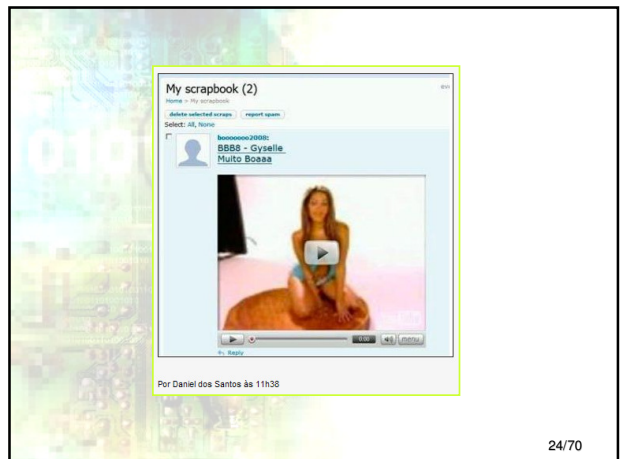 My scrapbook (2)
Home > My scrapbook
delete selected scraps report spam
Select: All, None
booooooo2008:
BBB8 - Gyselle
Muito Boaaa
0:00 menu
Reply
Por Daniel dos Santos às 11h38
24/70